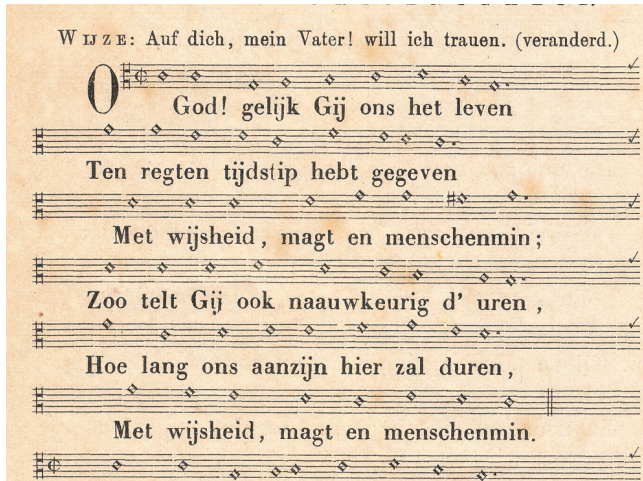 WIJZE: Auf dich, mein Vater! will ich trauen. (veranderd.)
O God! gelijk Gij ons het leven
Ten regten tijdstip hebt gegeven
Met wijsheid, magt en menschenmin;
Zoo telt Gij ook naauwkeurig d' uren,
Hoe lang ons aanzijn hier zal duren,
Met wijsheid, magt en menschenmin.